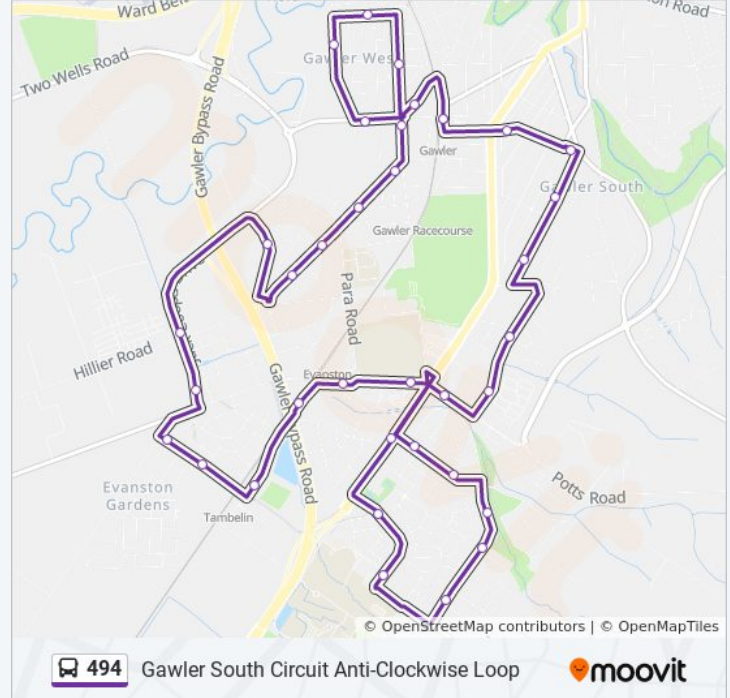 Ward Bel
on Road
Two Wells Road
Gawler West
Gawler Bypass Road
Gawler
Gawler South
Gawler Racecourse
Para Road
Hillier Road
Evanston
Gawler Bypass Road
Evanston
Gardens
Tambelin
Potts Road
© OpenStreetMap contributors | © OpenMapTiles
494 Gawler South Circuit Anti-Clockwise Loop
moovit